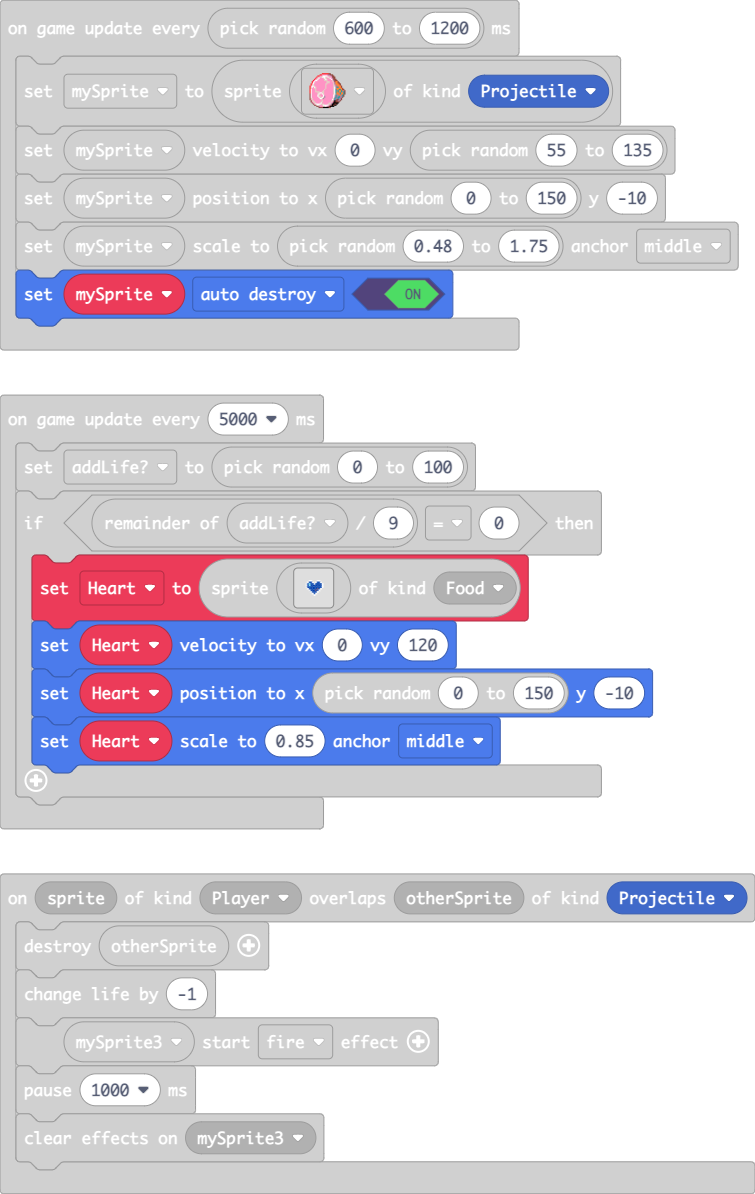 on game update every pick random 600 to 1200 ms
set mySprite to sprite of kind Projectile
set mySprite velocity to vx 0 vy pick random 55 to 135
set mySprite position to x pick random 0 to 150 y -10
set mySprite scale to pick random 0.48 to 1.75 anchor middle
set mySprite auto destroy ON
on game update every 5000 ms
set addLife? to pick random 0 to 100
if remainder of addLife? / 9 = 0 then
set Heart to sprite of kind Food
set Heart velocity to vx 0 vy 120
set Heart position to x pick random 0 to 150 y -10
set Heart scale to 0.85 anchor middle
on sprite of kind Player overlaps otherSprite of kind Projectile
destroy otherSprite
change life by -1
mySprite3 start fire effect
pause 1000 ms
clear effects on mySprite3